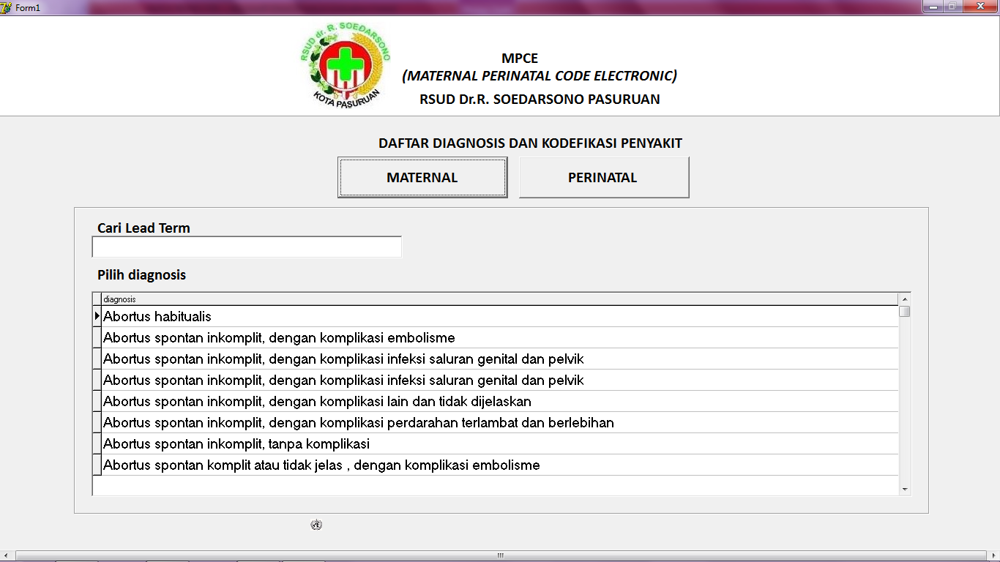 Form1
RSUD dr. R. SOEDARSONO
KOTA PASURUAN
MPCE
(MATERNAL PERINATAL CODE ELECTRONIC)
RSUD Dr.R. SOEDARSONO PASURUAN
DAFTAR DIAGNOSIS DAN KODEFIKASI PENYAKIT
MATERNAL PERINATAL
Cari Lead Term
Pilih diagnosis
diagnosis
Abortus habitualis
Abortus spontan inkomplit, dengan komplikasi embolisme
Abortus spontan inkomplit, dengan komplikasi infeksi saluran genital dan pelvik
Abortus spontan inkomplit, dengan komplikasi infeksi saluran genital dan pelvik
Abortus spontan inkomplit, dengan komplikasi lain dan tidak dijelaskan
Abortus spontan inkomplit, dengan komplikasi perdarahan terlambat dan berlebihan
Abortus spontan inkomplit, tanpa komplikasi
Abortus spontan komplit atau tidak jelas , dengan komplikasi embolisme